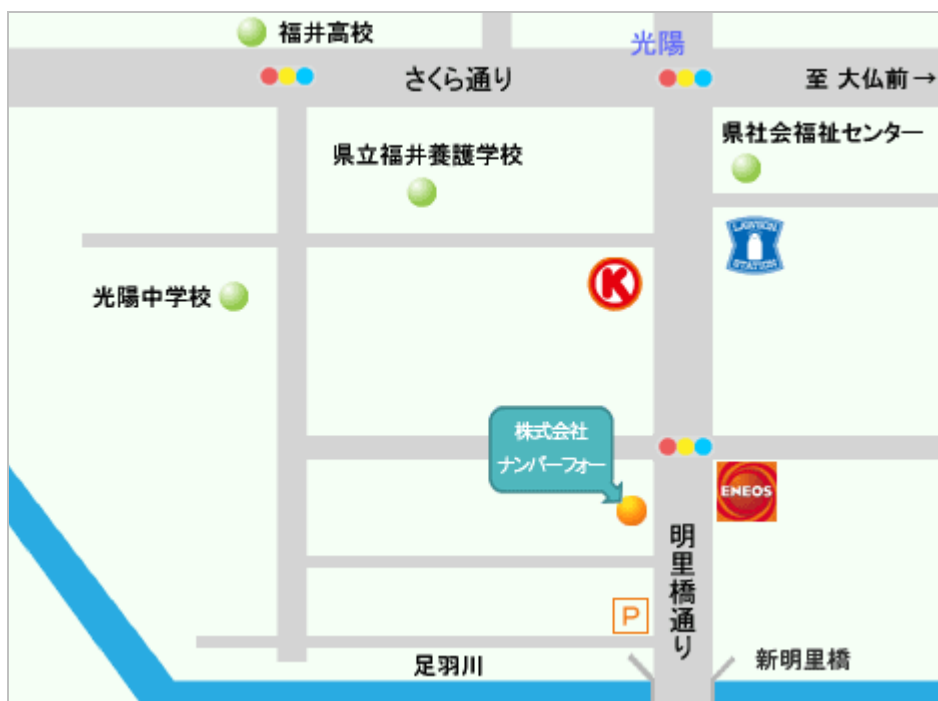 福井高校
光陽
さくら通り
至 大仏前→
県社会福祉センター
県立福井養護学校
LAWSON
STATION
K
光陽中学校
株式会社
ナンバーフォー
ENEOS
明里橋通り
P
足羽川
新明里橋